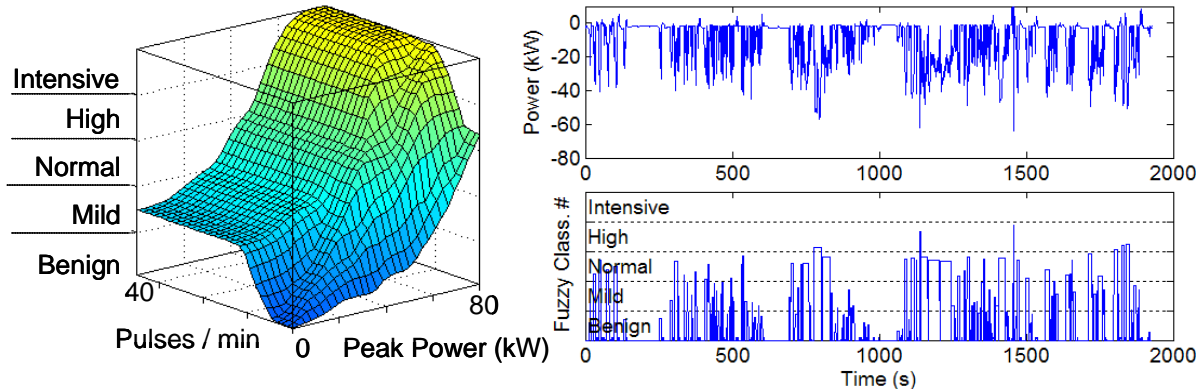 Intensive
High
Normal
Mild
Benign
40
Pulses / min
0
Peak Power (kW)
80
Power (kW)
0
-20
-40
-60
-80
0
500
1000
1500
2000
Fuzzy Class. #
Intensive
High
Normal
Mild
Benign
0
500
1000
1500
2000
Time (s)